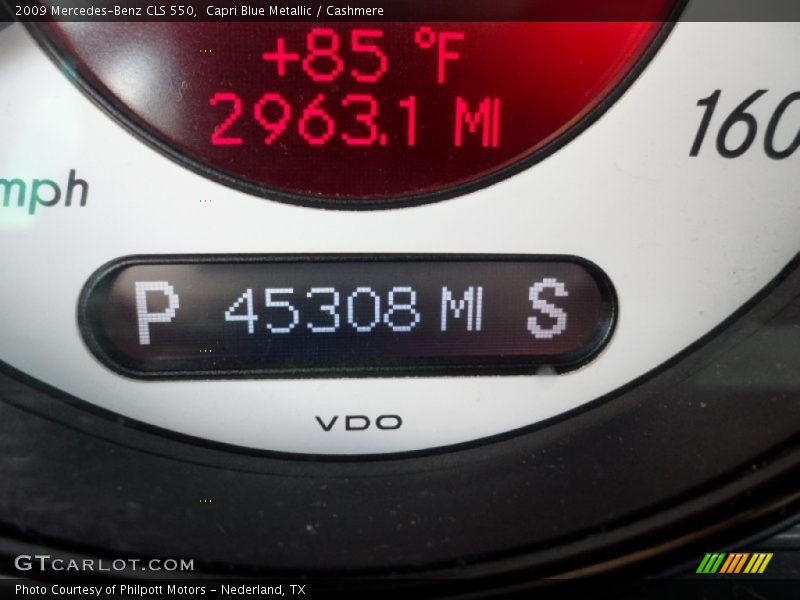 2009 Mercedes-Benz CLS 550,  Capri Blue Metallic / Cashmere
+85 °F
2963.1 MI
160
mph
P 45308 MI S
VDO
GTCARLOT.COM
Photo Courtesy of Philpott Motors - Nederland, TX